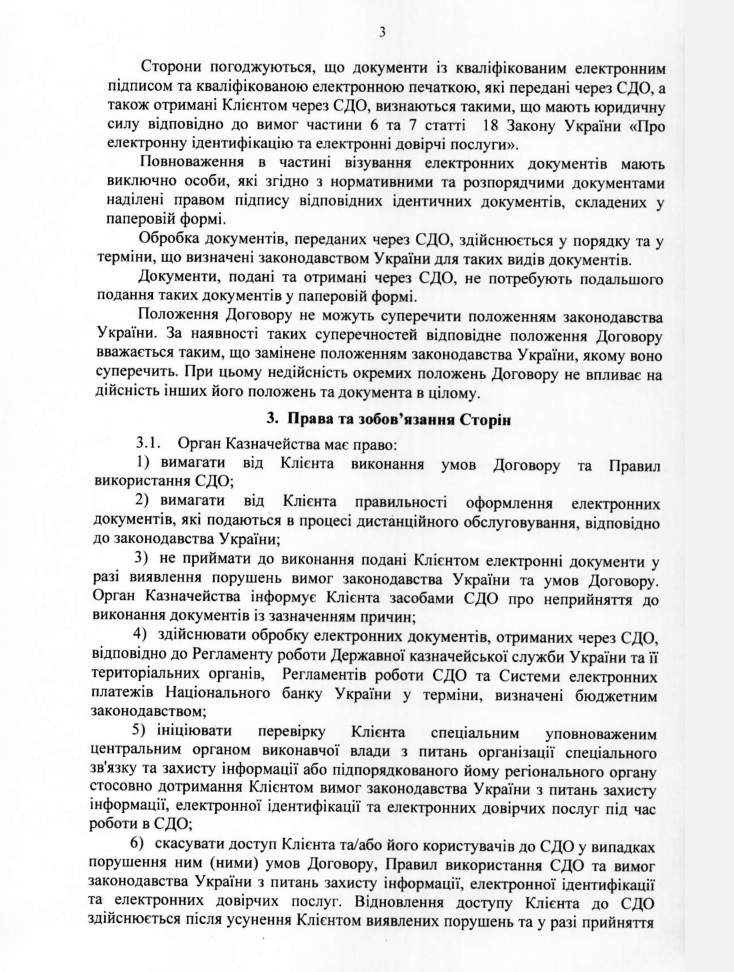 3
Сторони погоджуються, що документи із кваліфікованим електронним
підписом та кваліфікованою електронною печаткою, які передані через СДО, а
також отримані Клієнтом через СДО, визнаються такими, що мають юридичну
силу відповідно до вимог частини 6 та 7 статті 18 Закону України «Про
електронну ідентифікацію та електронні довірчі послуги».
Повноваження в частині візування електронних документів мають
виключно особи, які згідно з нормативними та розпорядчими документами
наділені правом підпису відповідних ідентичних документів, складених у
паперовій формі.
Обробка документів, переданих через СДО, здійснюється у порядку та у
терміни, що визначені законодавством України для таких видів документів.
Документи, подані та отримані через СДО, не потребують подальшого
подання таких документів у паперовій формі.
Положення Договору не можуть суперечити положенням законодавства
України. За наявності таких суперечностей відповідне положення Договору
вважається таким, що замінене положенням законодавства України, якому воно
суперечить. При цьому недійсність окремих положень Договору не впливає на
дійсність інших його положень та документа в цілому.
3. Права та зобов’язання Сторін
3.1. Орган Казначейства має право:
1) вимагати від Клієнта виконання умов Договору та Правил
використання СДО;
2) вимагати від Клієнта правильності оформлення електронних
документів, які подаються в процесі дистанційного обслуговування, відповідно
до законодавства України;
3) не приймати до виконання подані Клієнтом електронні документи у
разі виявлення порушень вимог законодавства України та умов Договору.
Орган Казначейства інформує Клієнта засобами СДО про неприйняття до
виконання документів із зазначенням причин;
4) здійснювати обробку електронних документів, отриманих через СДО,
відповідно до Регламенту роботи Державної казначейської служби України та її
територіальних органів, Регламентів роботи СДО та Системи електронних
платежів Національного банку України у терміни, визначені бюджетним
законодавством;
5) ініціювати перевірку Клієнта спеціальним уповноваженим
центральним органом виконавчої влади з питань організації спеціального
зв'язку та захисту інформації або підпорядкованого йому регіонального органу
стосовно дотримання Клієнтом вимог законодавства України з питань захисту
інформації, електронної ідентифікації та електронних довірчих послуг під час
роботи в СДО;
6) скасувати доступ Клієнта та/або його користувачів до СДО у випадках
порушення ним (ними) умов Договору, Правил використання СДО та вимог
законодавства України з питань захисту інформації, електронної ідентифікації
та електронних довірчих послуг. Відновлення доступу Клієнта до СДО
здійснюється після усунення Клієнтом виявлених порушень та у разі прийняття